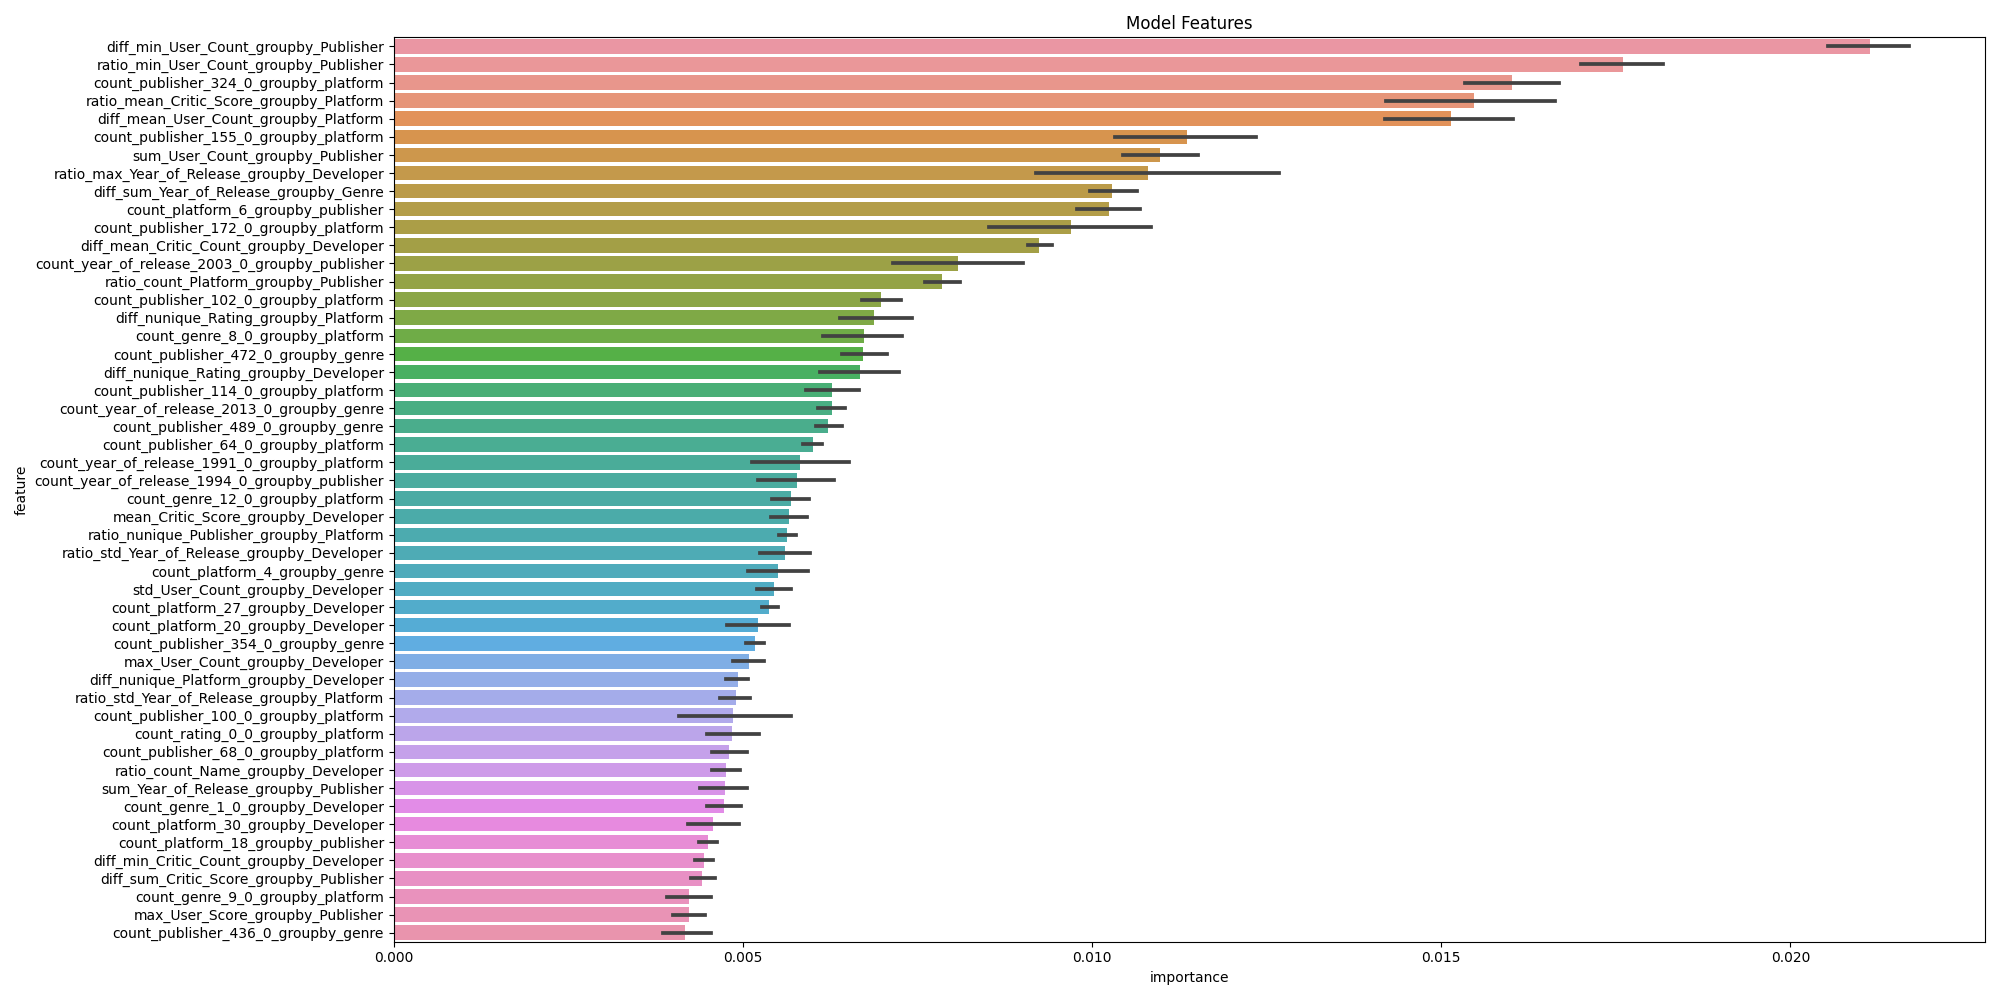 Model Features
diff_min_User_Count_groupby_Publisher
ratio_min_User_Count_groupby_Publisher
count_publisher_324_0_groupby_platform
ratio_mean_Critic_Score_groupby_Platform
diff_mean_User_Count_groupby_Platform
count_publisher_155_0_groupby_platform
sum_User_Count_groupby_Publisher
ratio_max_Year_of_Release_groupby_Developer
diff_sum_Year_of_Release_groupby_Genre
count_platform_6_groupby_publisher
count_publisher_172_0_groupby_platform
diff_mean_Critic_Count_groupby_Developer
count_year_of_release_2003_0_groupby_publisher
ratio_count_Platform_groupby_Publisher
count_publisher_102_0_groupby_platform
diff_nunique_Rating_groupby_Platform
count_genre_8_0_groupby_platform
count_publisher_472_0_groupby_genre
diff_nunique_Rating_groupby_Developer
count_publisher_114_0_groupby_platform
count_year_of_release_2013_0_groupby_genre
count_publisher_489_0_groupby_genre
count_publisher_64_0_groupby_platform
count_year_of_release_1991_0_groupby_platform
count_year_of_release_1994_0_groupby_publisher
count_genre_12_0_groupby_platform
mean_Critic_Score_groupby_Developer
ratio_nunique_Publisher_groupby_Platform
ratio_std_Year_of_Release_groupby_Developer
count_platform_4_groupby_genre
std_User_Count_groupby_Developer
count_platform_27_groupby_Developer
count_platform_20_groupby_Developer
count_publisher_354_0_groupby_genre
max_User_Count_groupby_Developer
diff_nunique_Platform_groupby_Developer
ratio_std_Year_of_Release_groupby_Platform
count_publisher_100_0_groupby_platform
count_rating_0_0_groupby_platform
count_publisher_68_0_groupby_platform
ratio_count_Name_groupby_Developer
sum_Year_of_Release_groupby_Publisher
count_genre_1_0_groupby_Developer
count_platform_30_groupby_Developer
count_platform_18_groupby_publisher
diff_min_Critic_Count_groupby_Developer
diff_sum_Critic_Score_groupby_Publisher
count_genre_9_0_groupby_platform
max_User_Score_groupby_Publisher
count_publisher_436_0_groupby_genre
feature
0.000 0.005 0.010 0.015 0.020
importance